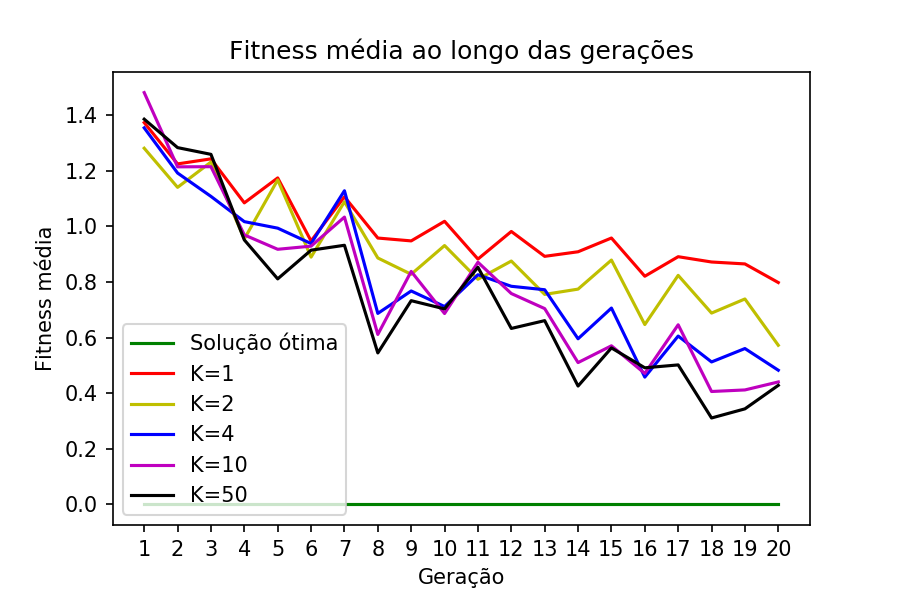 Fitness média ao longo das gerações
Fitness média
1.4
1.2
1.0
0.8
0.6
0.4
0.2
0.0
Solução ótima
K=1
K=2
K=4
K=10
K=50
1 2 3 4 5 6 7 8 9 10 11 12 13 14 15 16 17 18 19 20
Geração